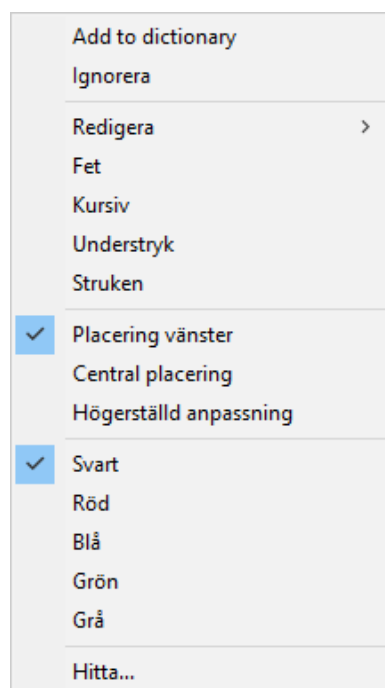 Add to dictionary
Ignorera
Redigera
Fet
Kursiv
Understryk
Struken
Placering vänster
Central placering
Högerställd anpassning
Svart
Röd
Blå
Grön
Grå
Hitta...